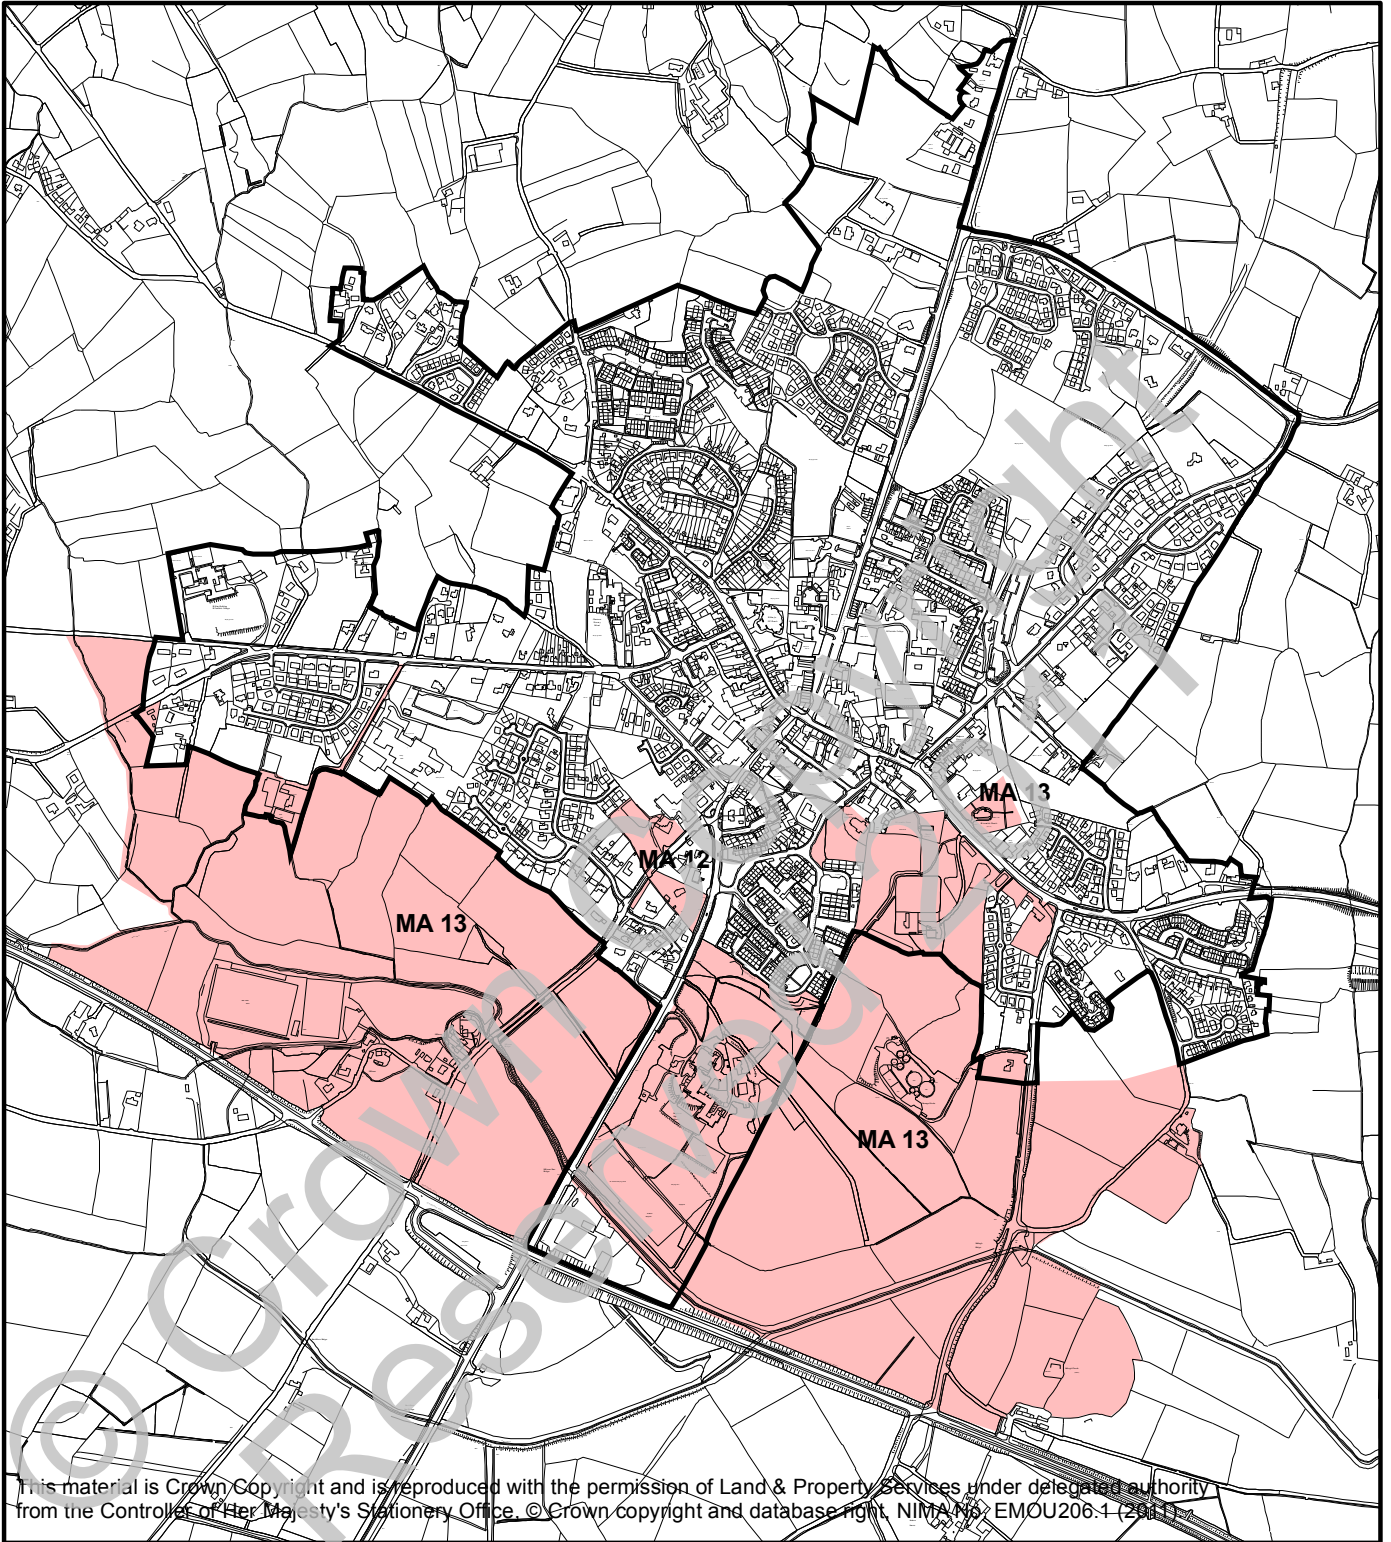 MA 13
MA 12
MA 13
MA 13
© Crown Copyright
Reserved 2011
This material is Crown Copyright and is reproduced with the permission of Land & Property Services under delegated authority
from the Controller of Her Majesty's Stationery Office. © Crown copyright and database right. NIMA No. EMOU206.1 (2011)